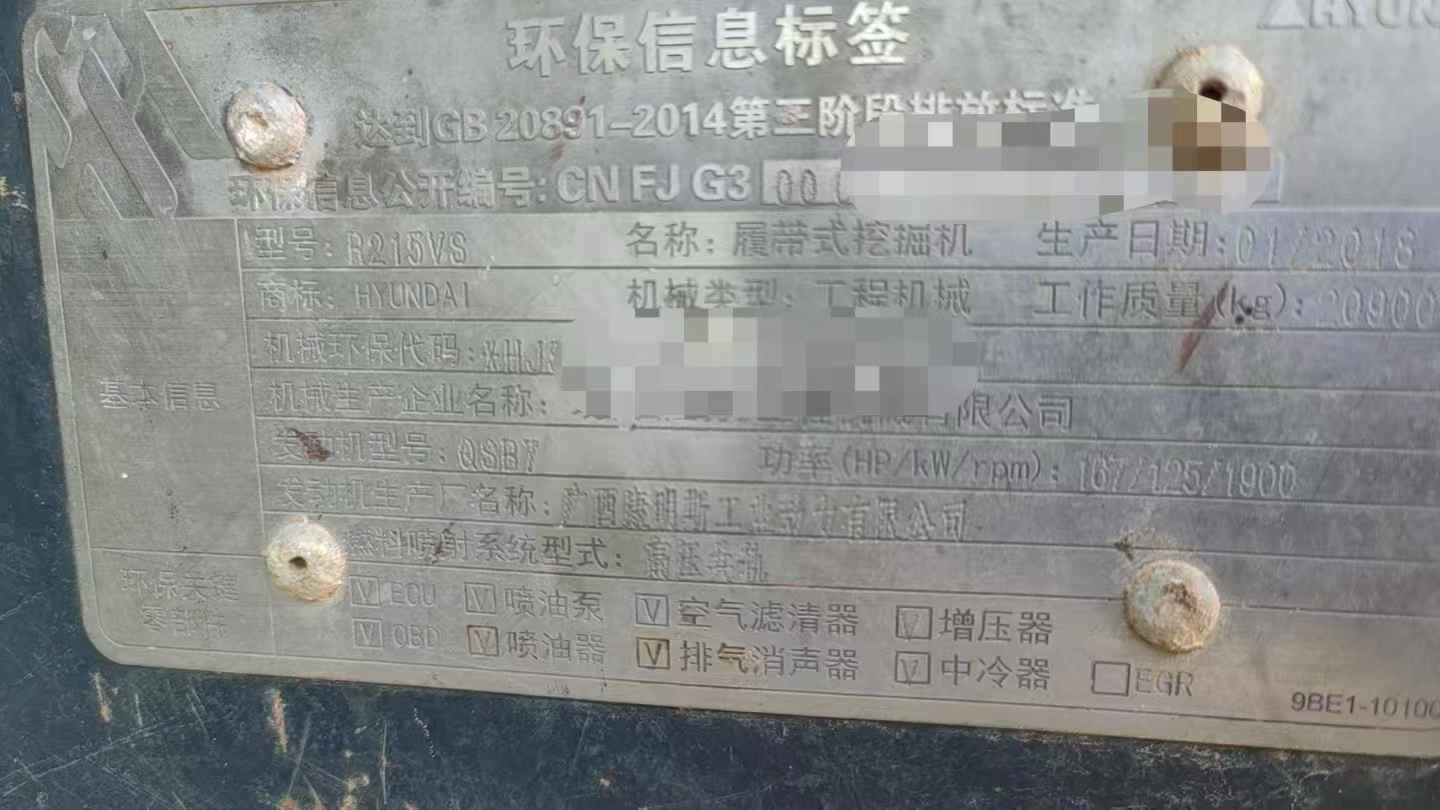 HYUN
环保信息标签
达到GB 20891-2014第三阶段排放标准
环保信息公开编号: CN FJ G3 00
型号: R215VS 名称: 履带式挖掘机 生产日期: 01/2018
商标: HYUNDAI 机械类型: 工程机械 工作质量(kg): 20900
基本信息
机械环保代码:
机械生产企业名称: 有限公司
发动机型号: QSB7 功率(HP/kW/rpm): 167/125/1900
发动机生产厂名称: 广西康明斯工业动力有限公司
燃料喷射系统型式: 高压共轨
环保关键零部件
V ECU V 喷油泵 V 空气滤清器 V 增压器
V OBD V 喷油器 V 排气消声器 V 中冷器 EGR
9BE1-10100